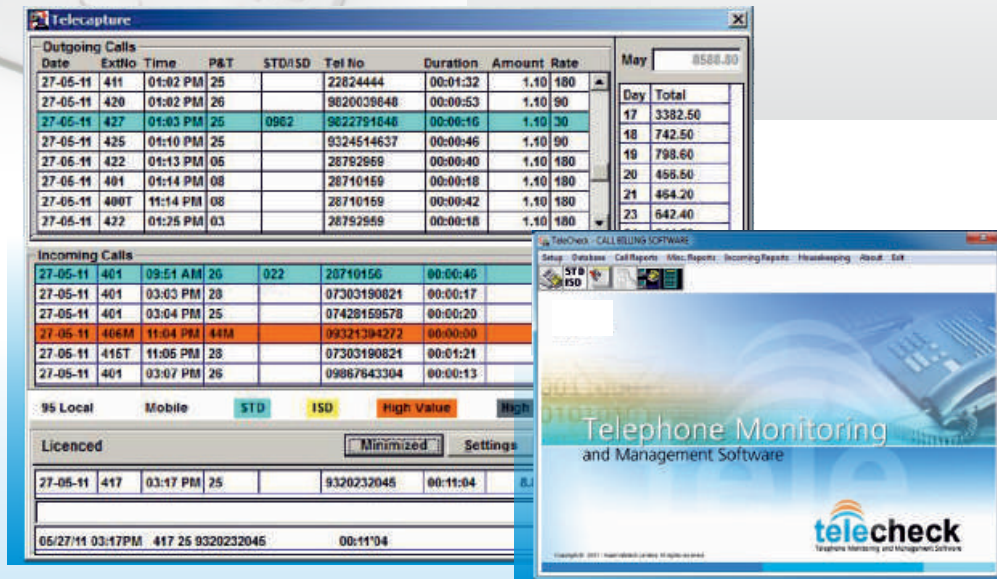 Telecapture
Outgoing Calls
Date ExtNo Time P&T STD/ISD Tel No Duration Amount Rate
27-05-11 411 01:02 PM 25 22824444 00:01:32 1.10 180
27-05-11 420 01:02 PM 26 9820039848 00:00:53 1.10 90
27-05-11 427 01:03 PM 25 0982 9822791848 00:00:16 1.10 30
27-05-11 425 01:10 PM 25 9324514637 00:00:46 1.10 90
27-05-11 422 01:13 PM 05 28792959 00:00:40 1.10 180
27-05-11 401 01:14 PM 08 28710159 00:00:18 1.10 180
27-05-11 400T 11:14 PM 08 28710159 00:00:42 1.10 180
27-05-11 422 01:25 PM 03 28792959 00:00:18 1.10 180
May 8588.80
Day Total
17 3382.50
18 742.50
19 798.60
20 456.50
21 464.20
23 642.40
Incoming Calls
27-05-11 401 09:51 AM 26 022 28710156 00:00:46
27-05-11 401 03:03 PM 28 07303190821 00:00:17
27-05-11 401 03:04 PM 25 07428159578 00:00:20
27-05-11 406M 11:04 PM 44M 09321394272 00:00:00
27-05-11 415T 11:05 PM 28 07303190821 00:01:21
27-05-11 401 03:07 PM 26 09867643304 00:00:13
95 Local Mobile STD ISD High Value High
Licenced Minimized Settings
27-05-11 417 03:17 PM 25 9320232045 00:11:04
05/27/11 03:17PM 417 25 9320232045 00:11'04
TeleCheck - CALL BILLING SOFTWARE
Setup Database Call Reports Misc. Reports Incoming Reports Housekeeping About Exit
STD
ISD
Telephone Monitoring
and Management Software
telecheck
Telephone Monitoring and Management Software